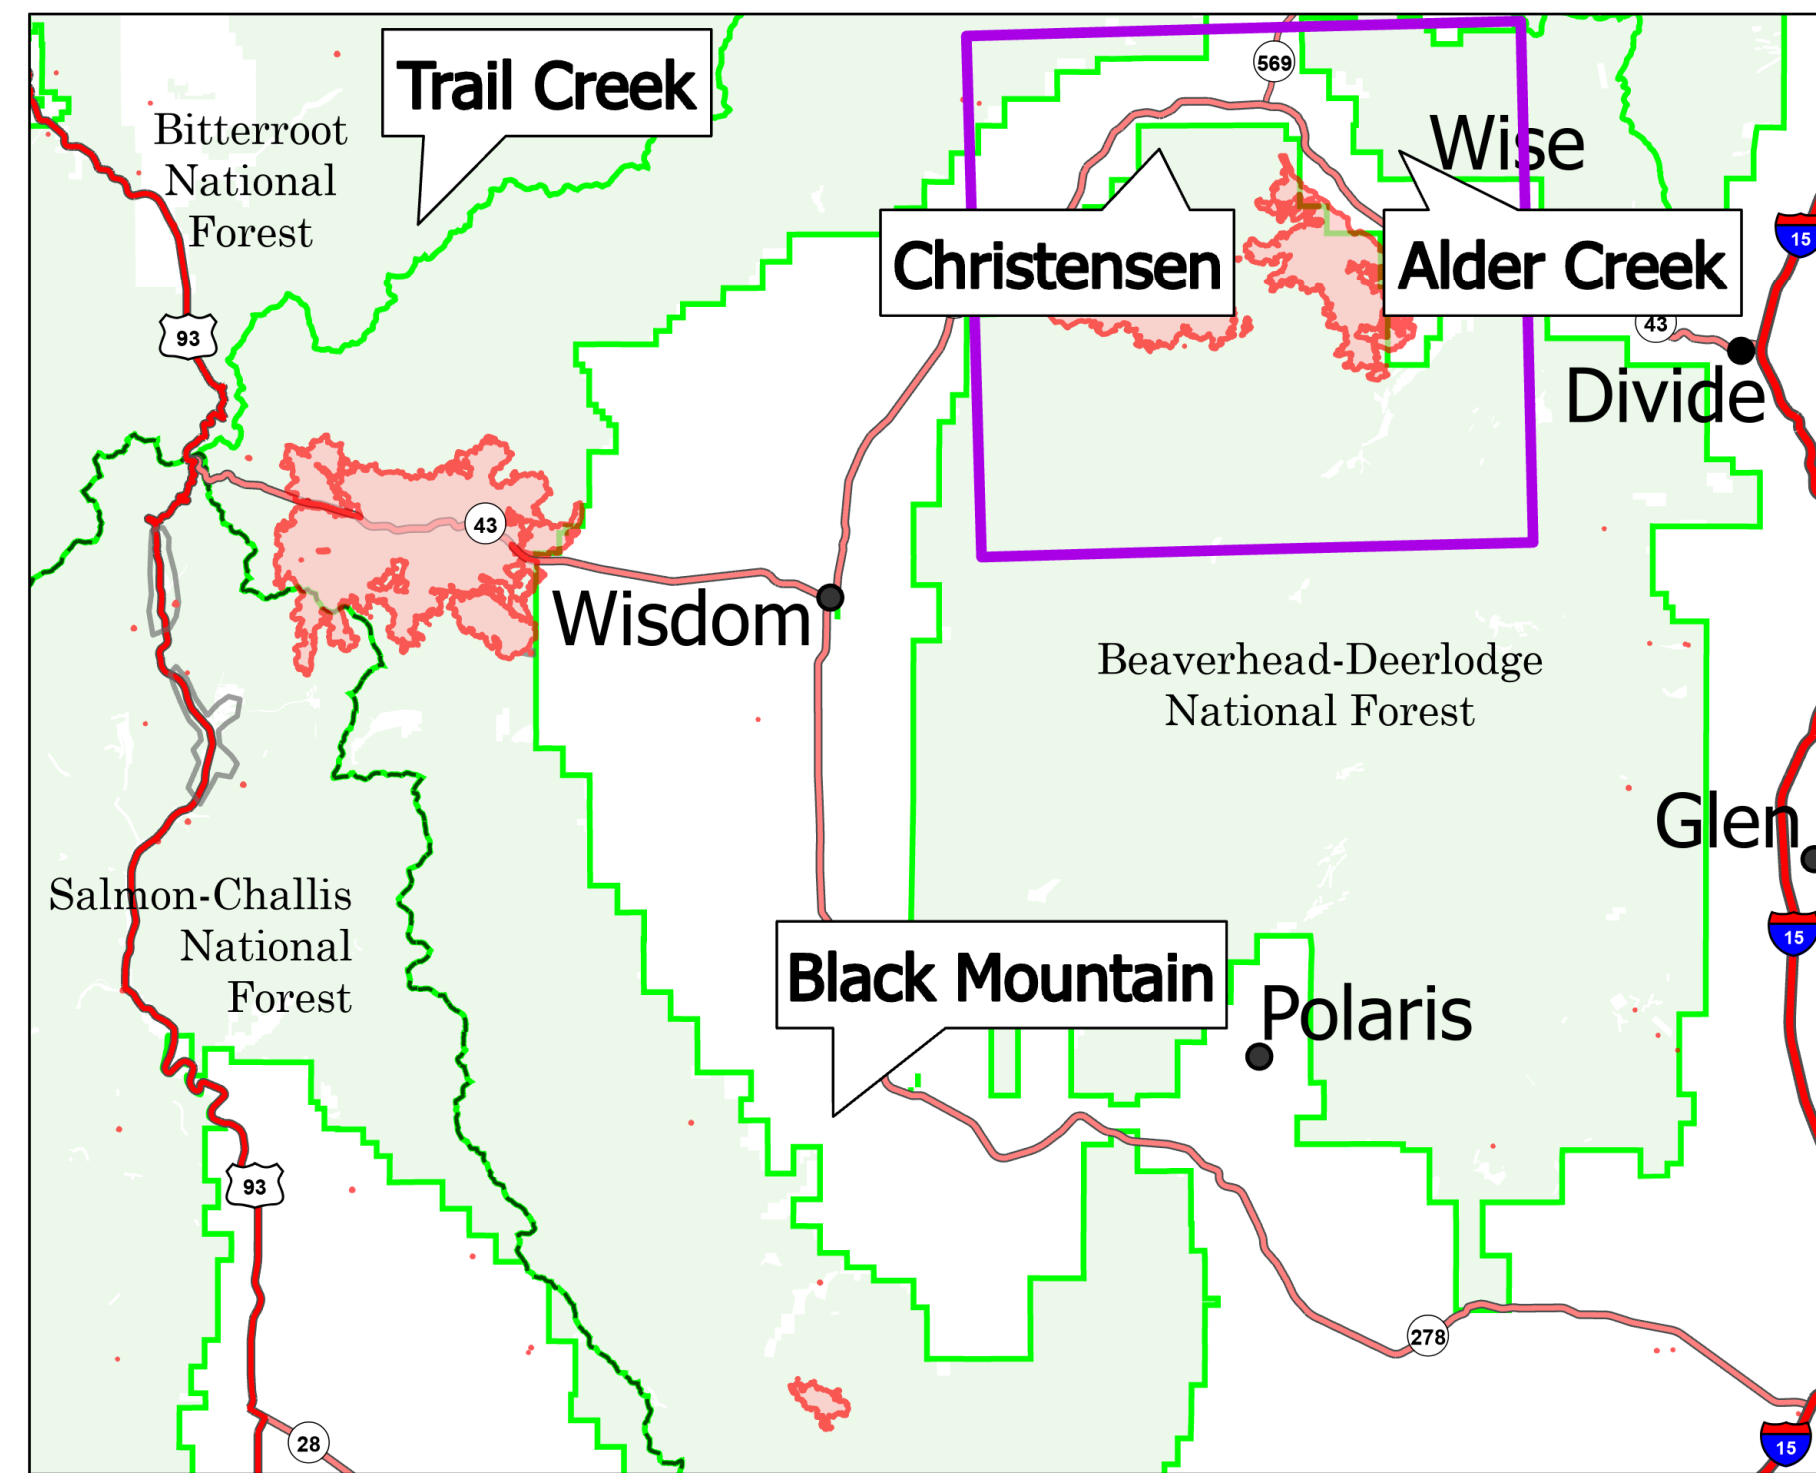 569
Trail Creek
Bitterroot
National
Forest
Wise
Christensen
Alder Creek
15
93
43
Divide
43
Wisdom
Beaverhead-Deerlodge
National Forest
Glen
Salmon-Challis
National
Forest
15
Black Mountain
Polaris
93
278
28
15